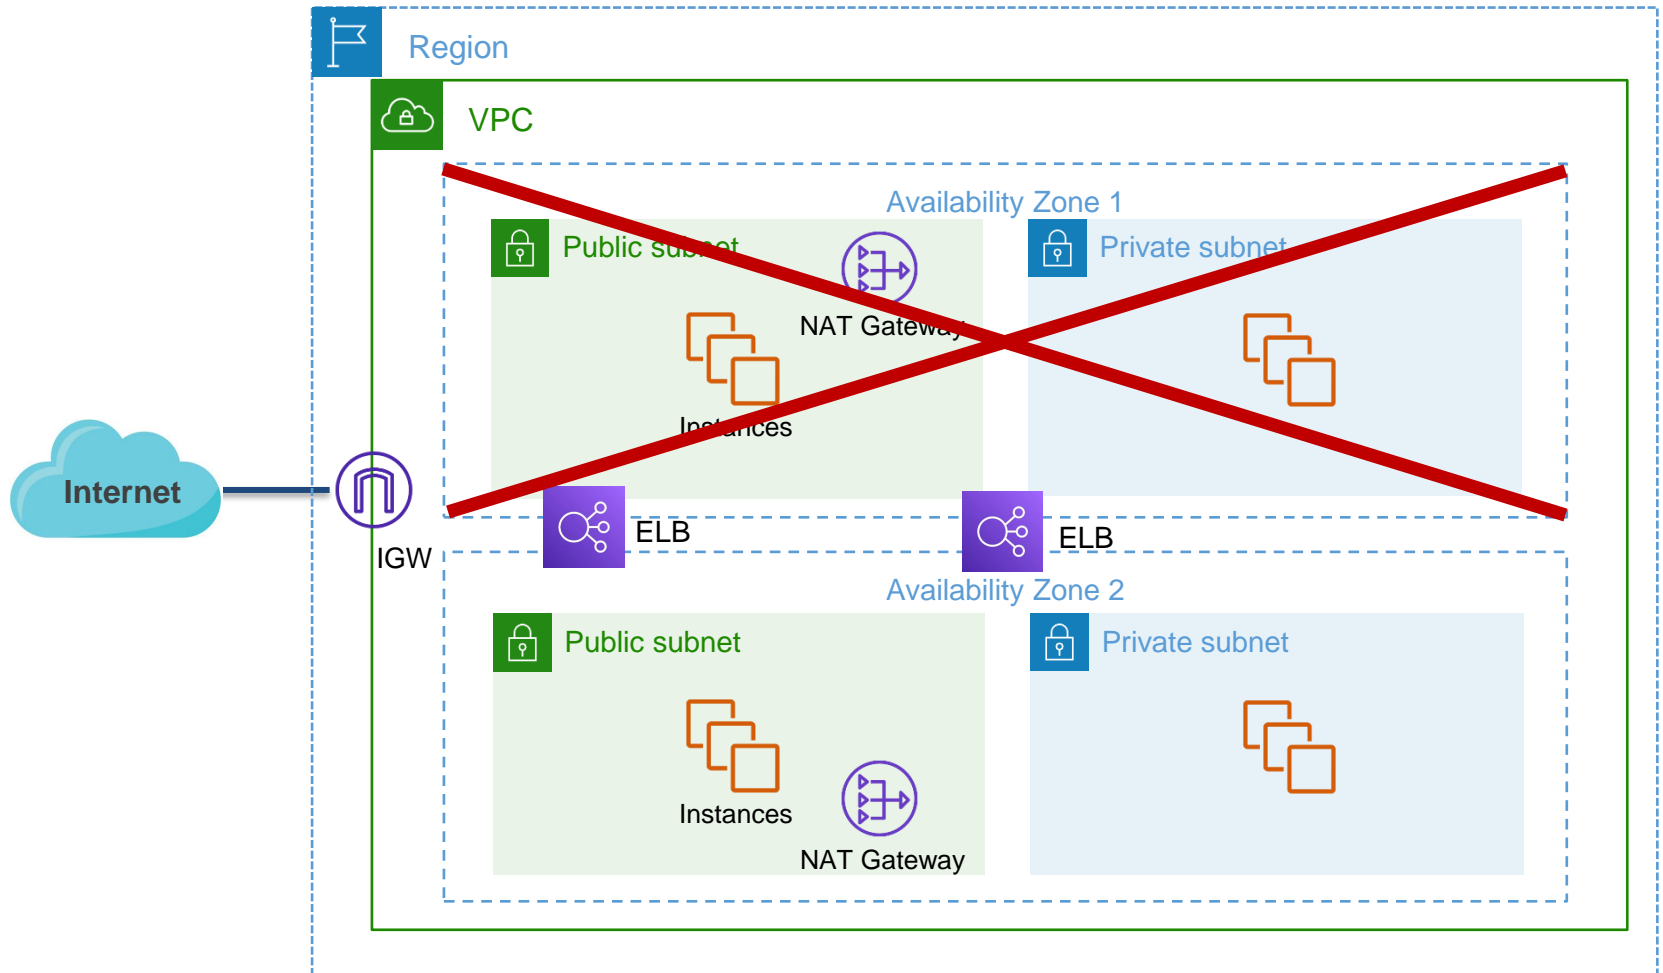 Region
VPC
Availability Zone 1
Public subnet
Private subnet
NAT Gateway
Instances
Internet
ELB
ELB
IGW
Availability Zone 2
Public subnet
Private subnet
Instances
NAT Gateway